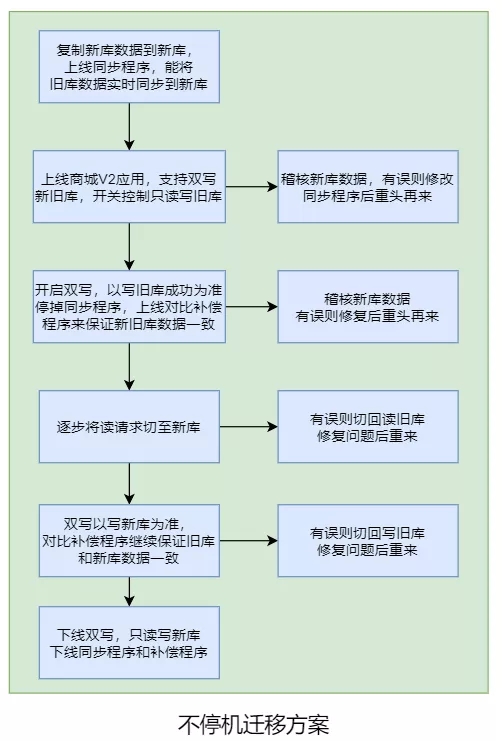 复制新库数据到新库，
上线同步程序，能将
旧库数据实时同步到新库
上线商城V2应用，支持双写
新旧库，开关控制只读写旧库
稽核新库数据，有误则修改
同步程序后重头再来
开启双写，以写旧库成功为准
停掉同步程序，上线对比补偿
程序来保证新旧库数据一致
稽核新库数据
有误则修复后重头再来
逐步将读请求切至新库
有误则切回读旧库
修复问题后重来
双写以写新库为准，
对比补偿程序继续保证旧库
和新库数据一致
有误则切回写旧库
修复问题后重来
下线双写，只读写新库
下线同步程序和补偿程序
不停机迁移方案